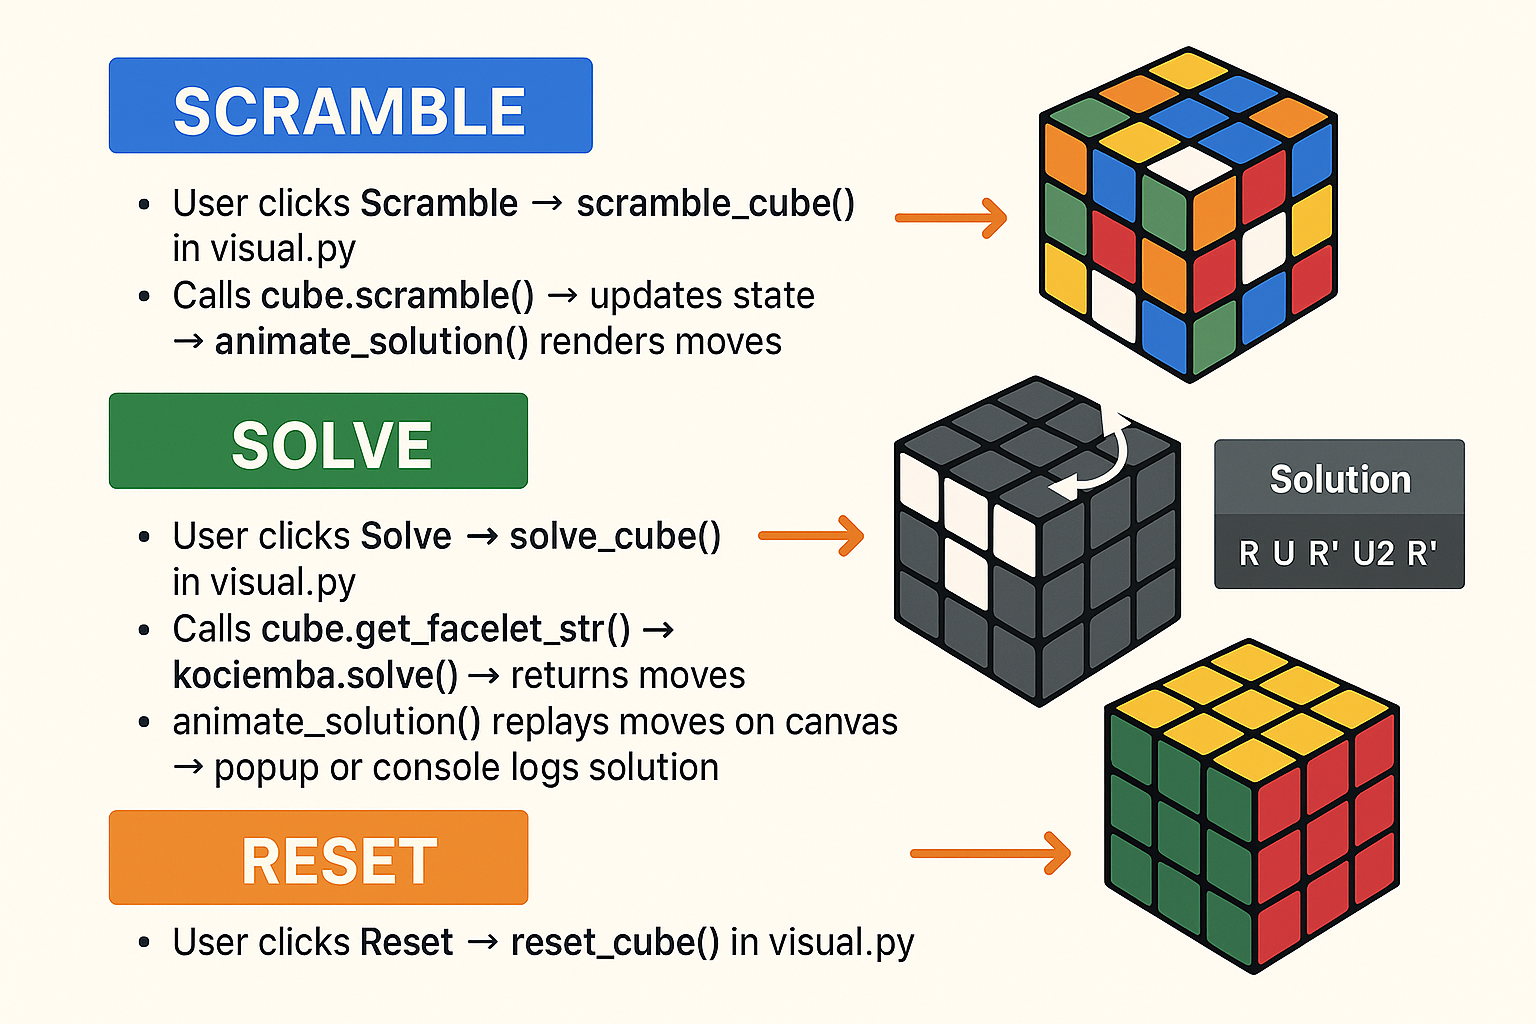 SCRAMBLE
• User clicks Scramble → scramble_cube()
in visual.py
• Calls cube.scramble() → updates state
→ animate_solution() renders moves
SOLVE
• User clicks Solve → solve_cube()
in visual.py
• Calls cube.get_facelet_str() →
kociemba.solve() → returns moves
• animate_solution() replays moves on canvas
→ popup or console logs solution
Solution
R U R' U2 R'
RESET
• User clicks Reset → reset_cube() in visual.py